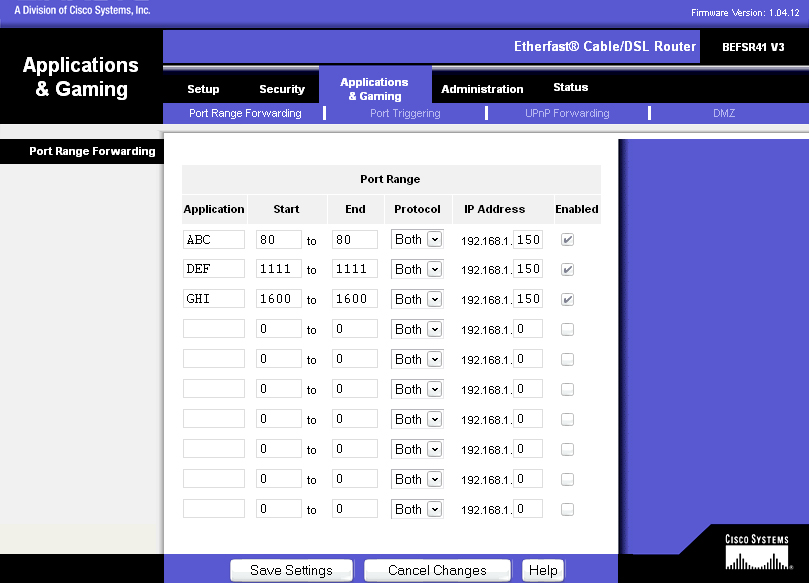 A Division of Cisco Systems, Inc.
Firmware Version: 1.04.12
Etherfast® Cable/DSL Router
BEFSR41 V3
Applications
& Gaming
Setup
Security
Applications
& Gaming
Administration
Status
Port Range Forwarding
Port Triggering
UPnP Forwarding
DMZ
Port Range Forwarding
Port Range
Application Start End Protocol IP Address Enabled
ABC 80 to 80 Both 192.168.1. 150
DEF 1111 to 1111 Both 192.168.1. 150
GHI 1600 to 1600 Both 192.168.1. 150
0 to 0 Both 192.168.1. 0
0 to 0 Both 192.168.1. 0
0 to 0 Both 192.168.1. 0
0 to 0 Both 192.168.1. 0
0 to 0 Both 192.168.1. 0
0 to 0 Both 192.168.1. 0
0 to 0 Both 192.168.1. 0
Save Settings
Cancel Changes
Help
CISCO SYSTEMS